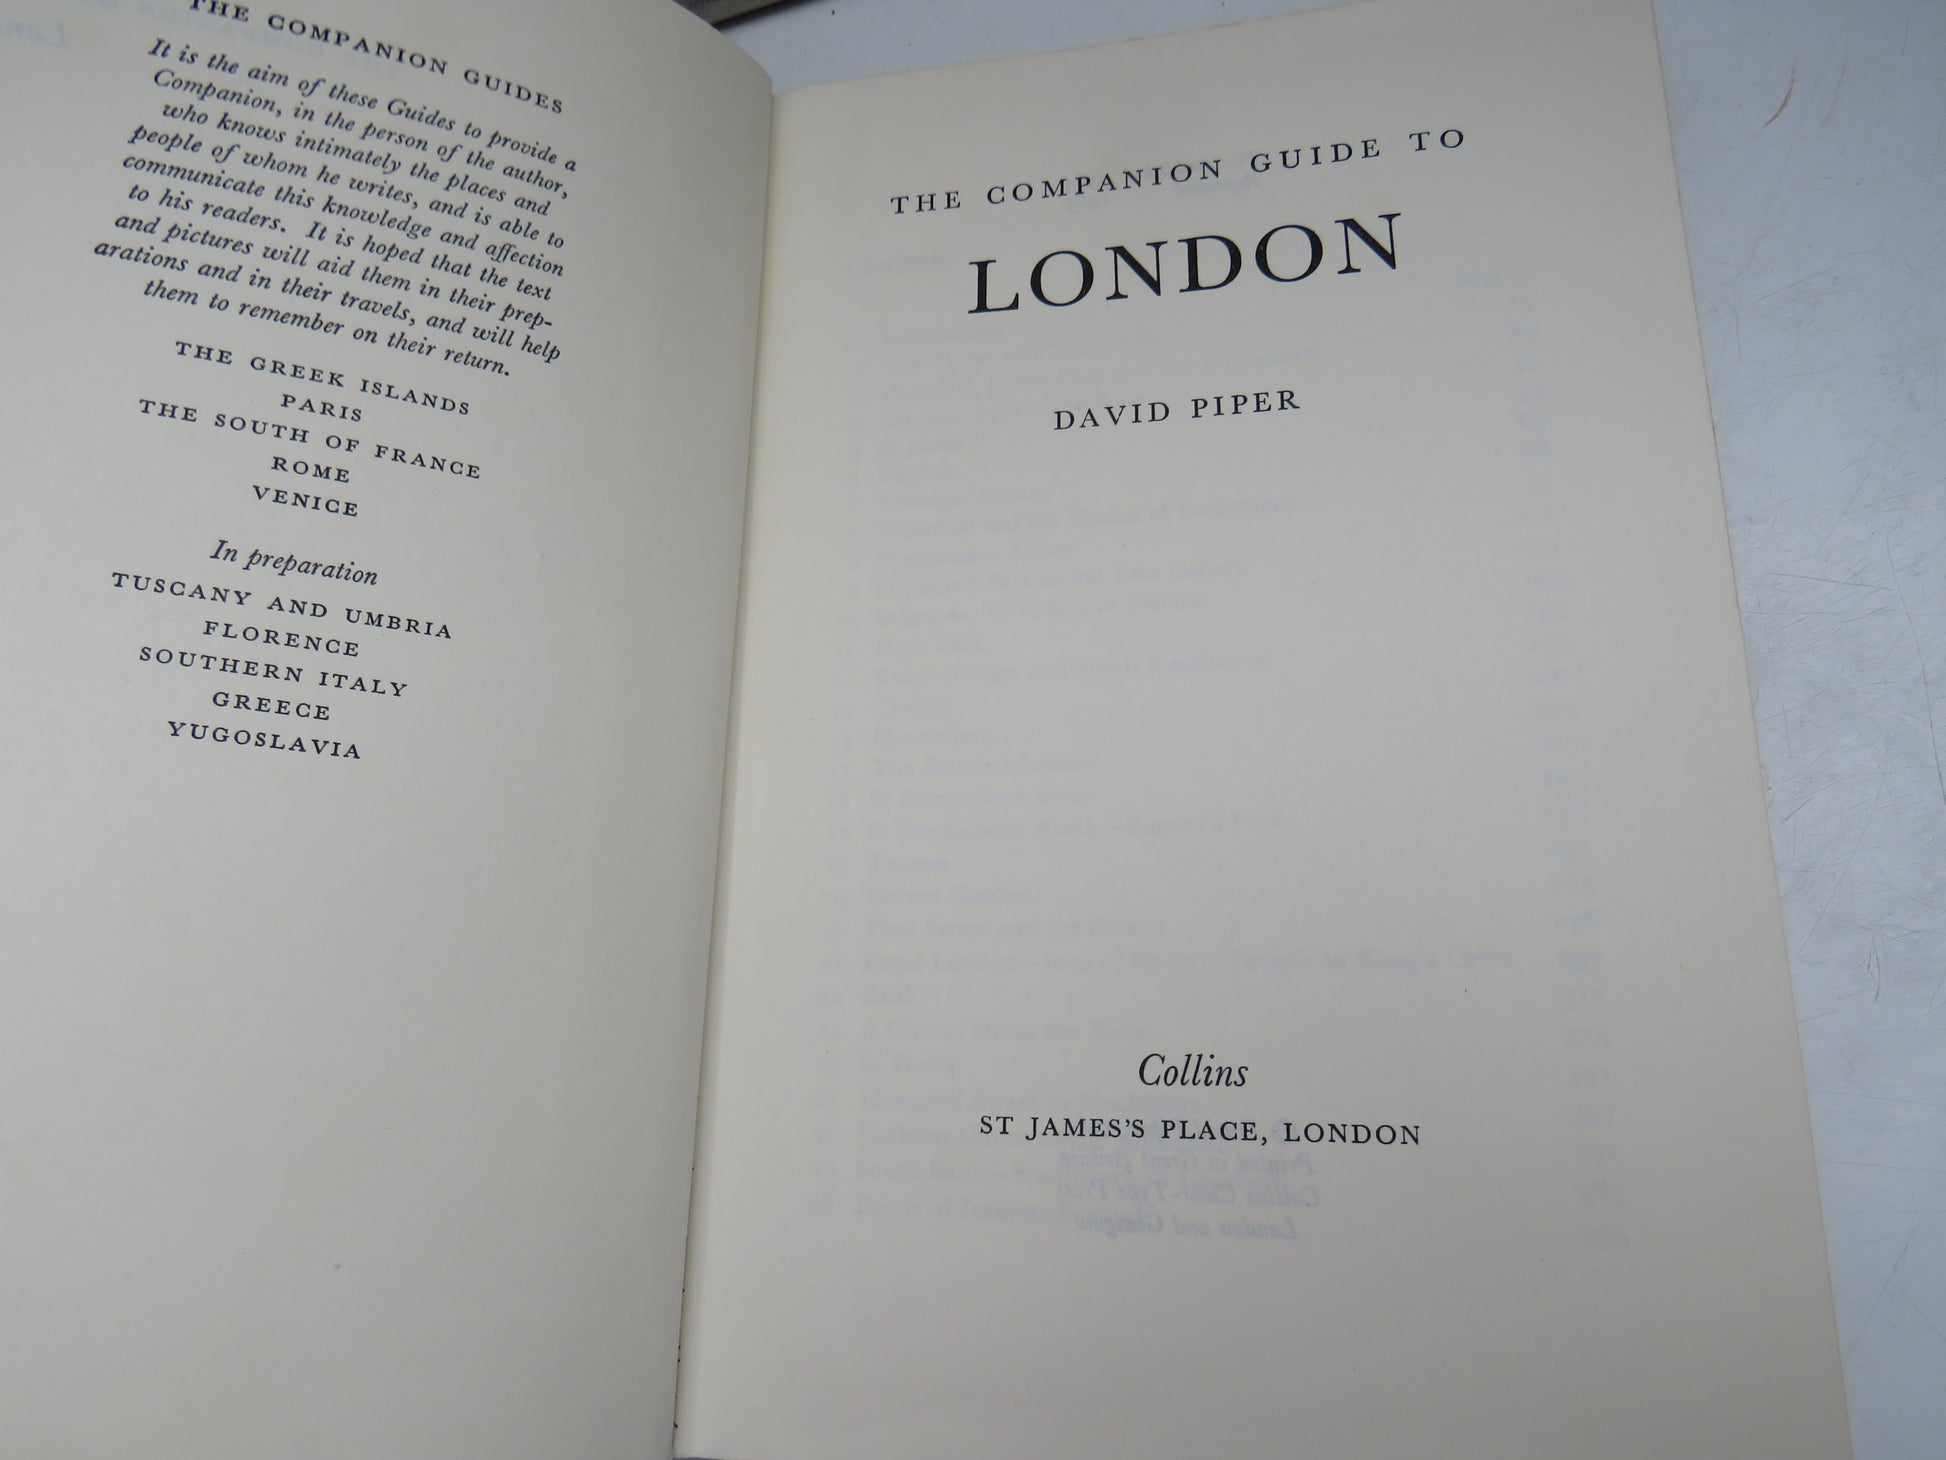 THE COMPANION GUIDES
It is the aim of these Guides to provide a
Companion, in the person of the author,
who knows intimately the places and
people of whom he writes, and is able to
communicate this knowledge and affection
to his readers. It is hoped that the text
and pictures will aid them in their prep-
arations and in their travels, and will help
them to remember on their return.
THE GREEK ISLANDS
PARIS
THE SOUTH OF FRANCE
ROME
VENICE
In preparation
TUSCANY AND UMBRIA
FLORENCE
SOUTHERN ITALY
GREECE
YUGOSLAVIA
THE COMPANION GUIDE TO
LONDON
DAVID PIPER
Collins
ST JAMES'S PLACE, LONDON